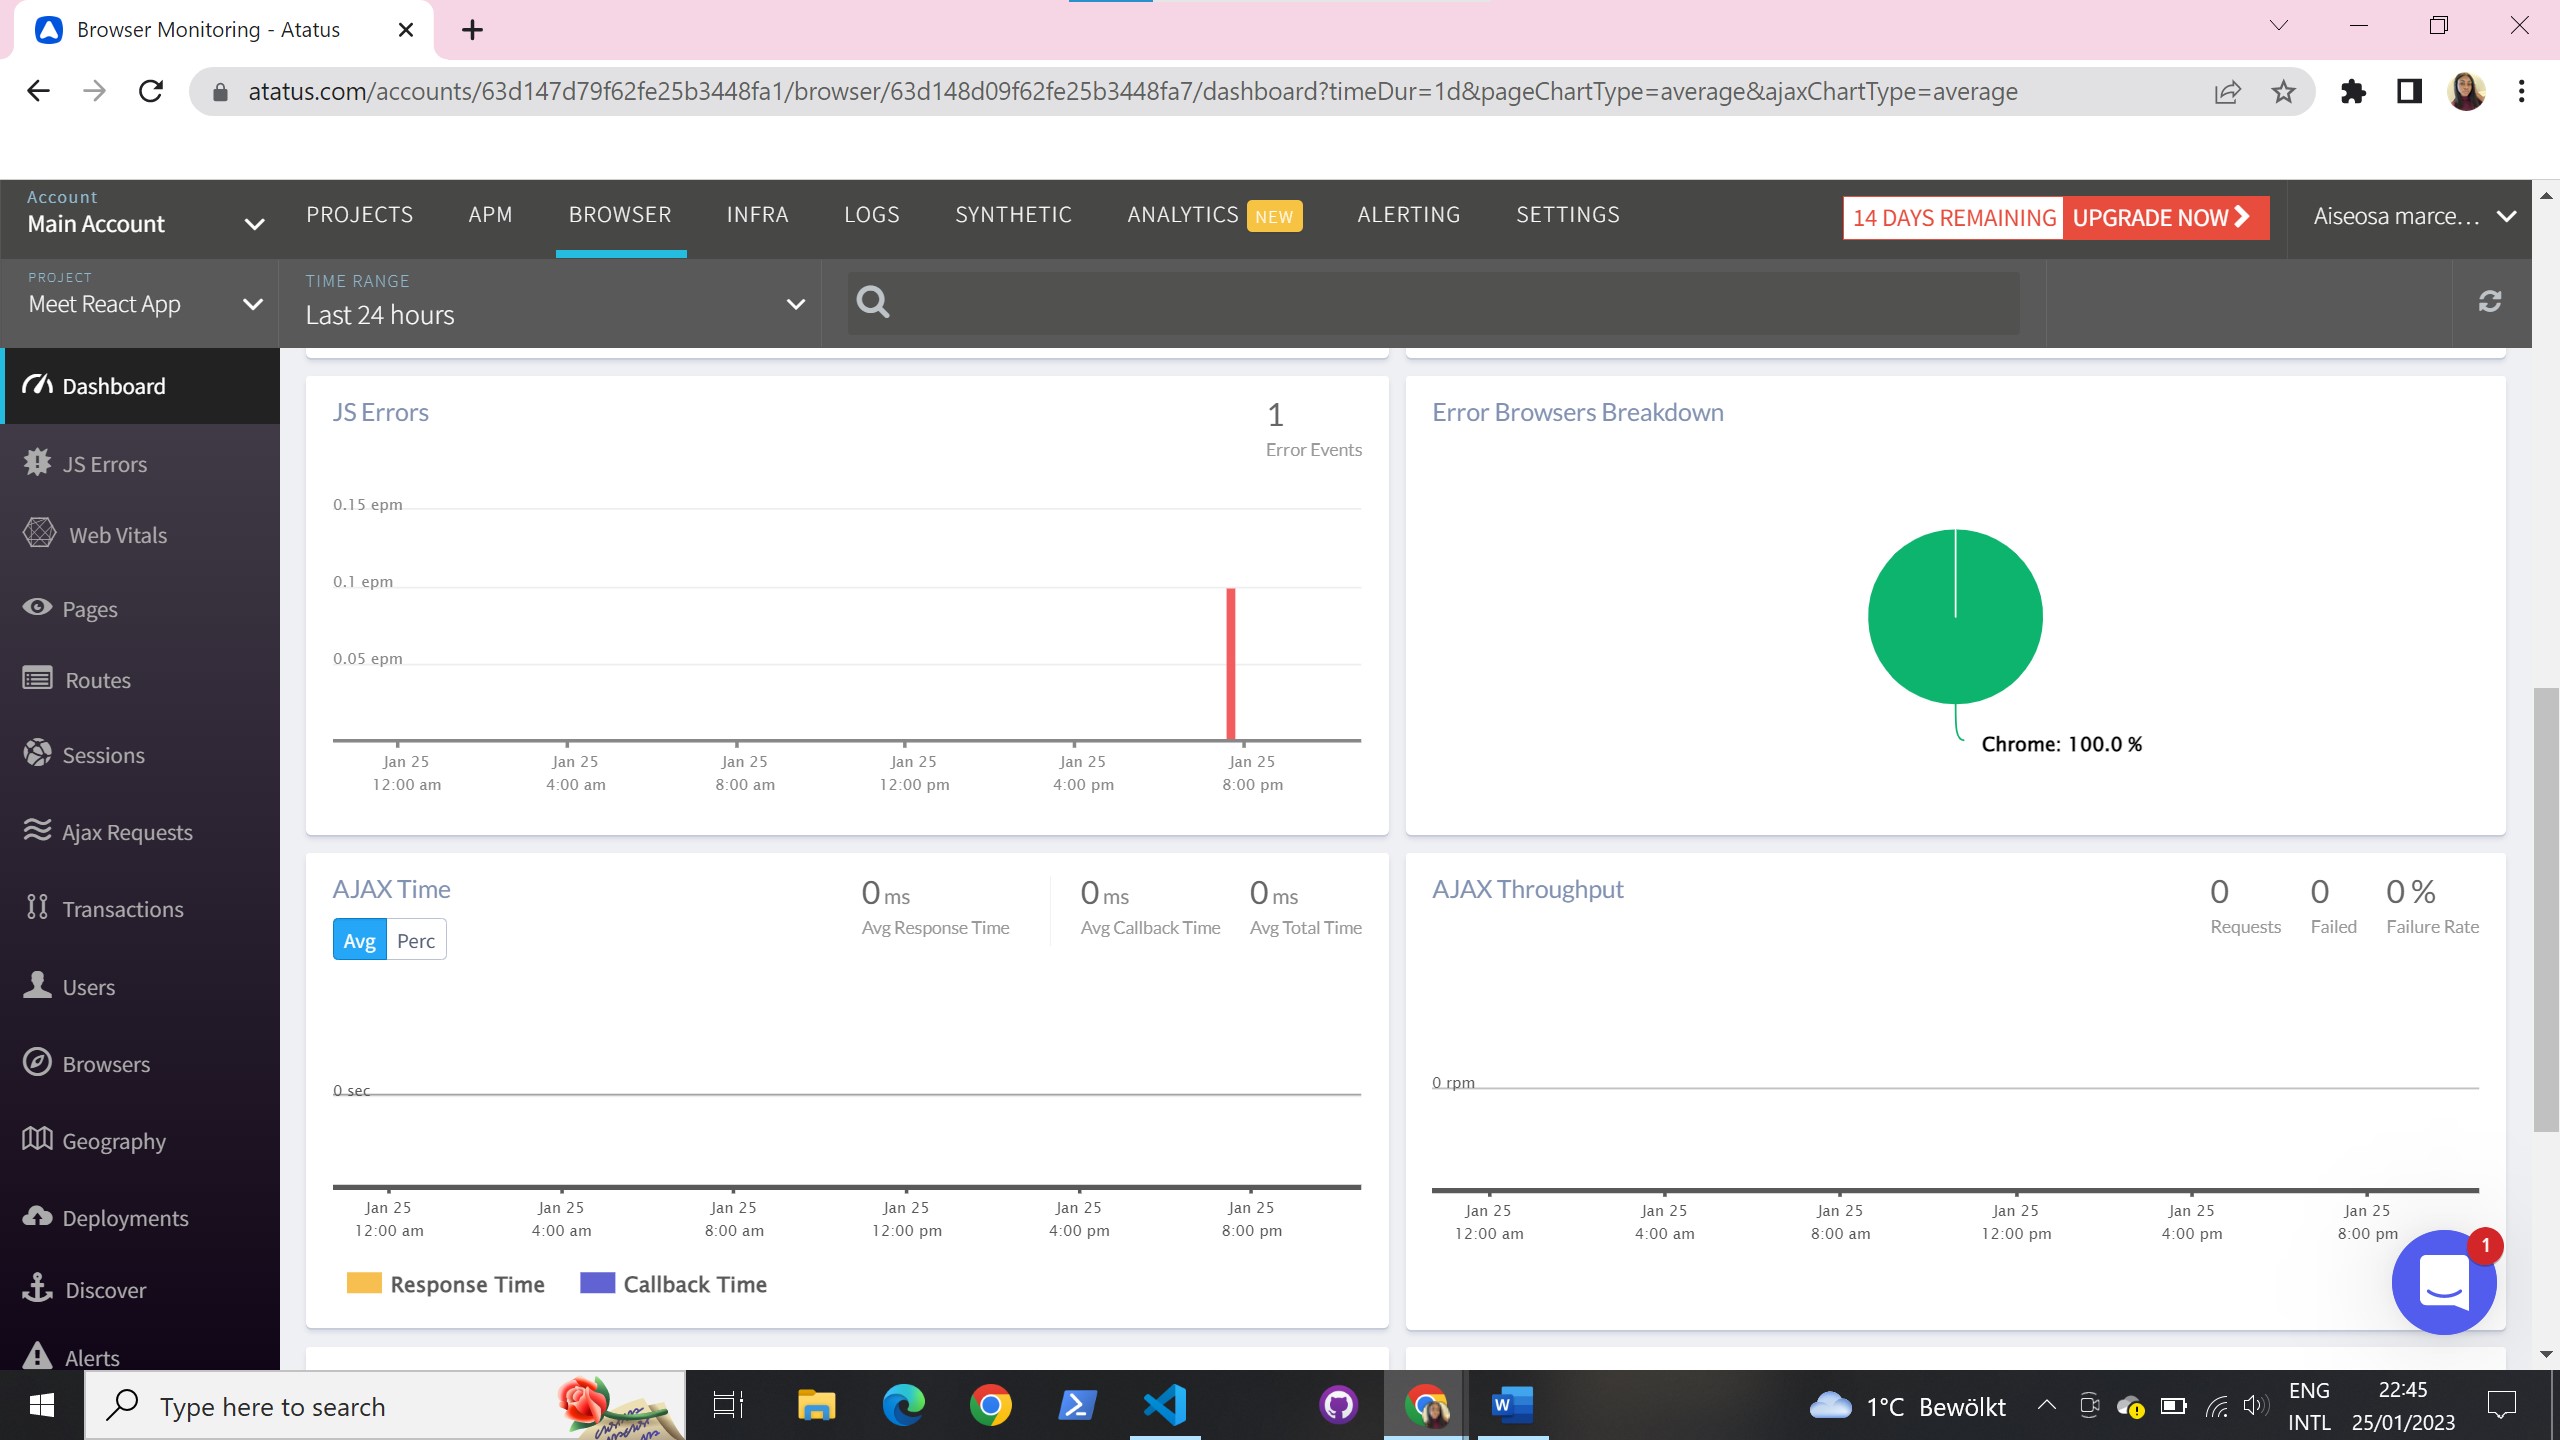 Browser Monitoring - Atatus
atatus.com/accounts/63d147d79f62fe25b3448fa1/browser/63d148d09f62fe25b3448fa7/dashboard?timeDur=1d&pageChartType=average&ajaxChartType=average
Account
Main Account
PROJECTS APM BROWSER INFRA LOGS SYNTHETIC ANALYTICS NEW ALERTING SETTINGS
14 DAYS REMAINING UPGRADE NOW
Aiseosa marce...
PROJECT
Meet React App
TIME RANGE
Last 24 hours
Dashboard
JS Errors
Web Vitals
Pages
Routes
Sessions
Ajax Requests
Transactions
Users
Browsers
Geography
Deployments
Discover
Alerts
JS Errors
1
Error Events
0.15 epm
0.1 epm
0.05 epm
Jan 25 Jan 25 Jan 25 Jan 25 Jan 25 Jan 25
12:00 am 4:00 am 8:00 am 12:00 pm 4:00 pm 8:00 pm
Error Browsers Breakdown
Chrome: 100.0 %
AJAX Time
Avg Perc
0 ms 0 ms 0 ms
Avg Response Time Avg Callback Time Avg Total Time
0 sec
Jan 25 Jan 25 Jan 25 Jan 25 Jan 25 Jan 25
12:00 am 4:00 am 8:00 am 12:00 pm 4:00 pm 8:00 pm
Response Time Callback Time
AJAX Throughput
0 0 0 %
Requests Failed Failure Rate
0 rpm
Jan 25 Jan 25 Jan 25 Jan 25 Jan 25 Jan 25
12:00 am 4:00 am 8:00 am 12:00 pm 4:00 pm 8:00 pm
1
Type here to search
W
1°C Bewölkt
ENG
INTL
22:45
25/01/2023